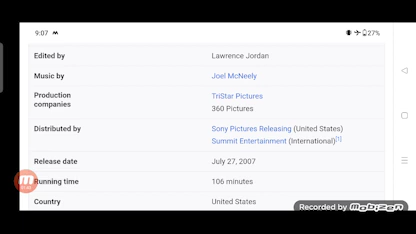 9:07 M 27%
Edited by Lawrence Jordan
Music by Joel McNeely
Production companies TriStar Pictures
360 Pictures
Distributed by Sony Pictures Releasing (United States)
Summit Entertainment (International)[1]
Release date July 27, 2007
Running time 106 minutes
Country United States
Recorded by Mobizen